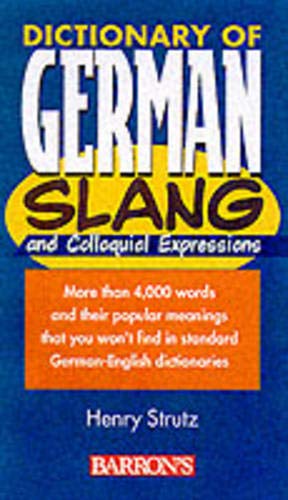 DICTIONARY OF
GERMAN
SLANG
and Colloquial Expressions
More than 4,000 words
and their popular meanings
that you won't find in standard
German-English dictionaries
Henry Strutz
BARRON'S